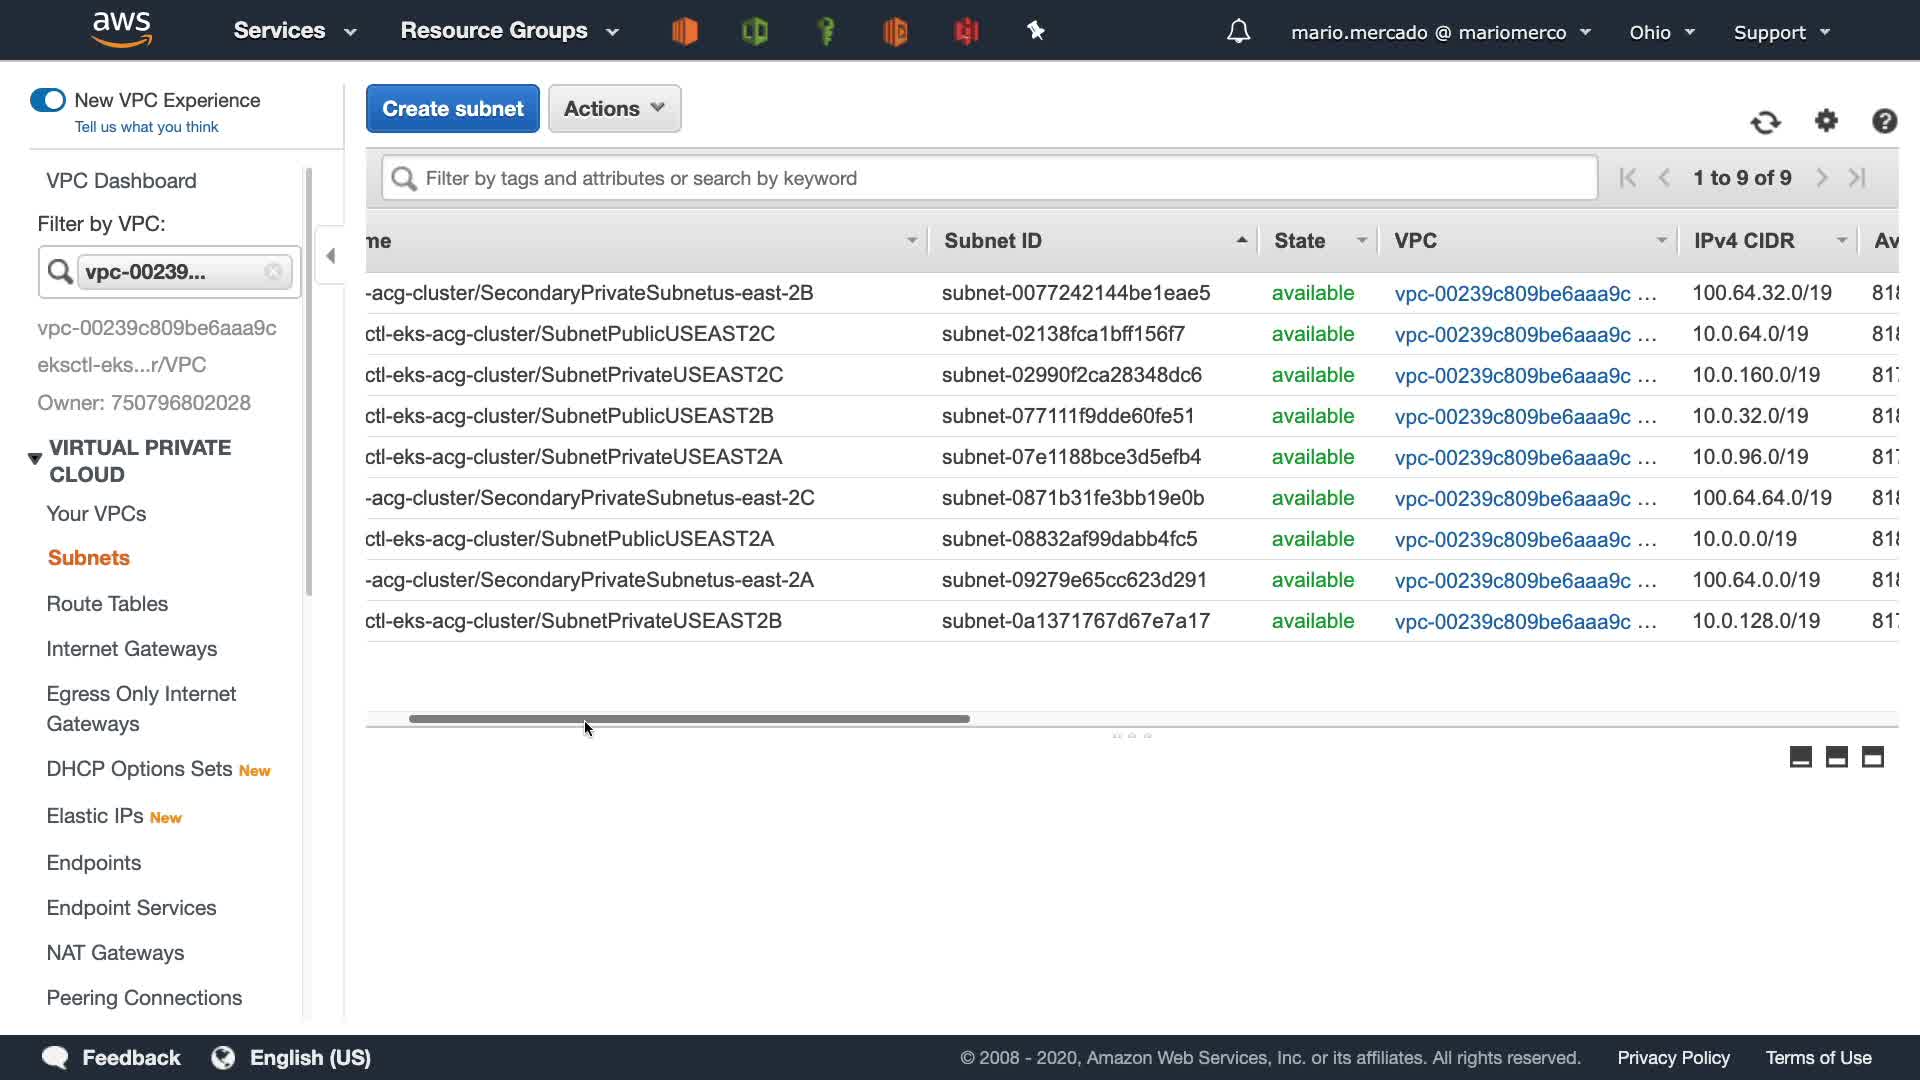 aws Services Resource Groups mario.mercado @ mariomerco Ohio Support
New VPC Experience
Tell us what you think
VPC Dashboard
Filter by VPC:
vpc-00239...
vpc-00239c809be6aaa9c
eksctl-eks...r/VPC
Owner: 750796802028
VIRTUAL PRIVATE
CLOUD
Your VPCs
Subnets
Route Tables
Internet Gateways
Egress Only Internet
Gateways
DHCP Options Sets New
Elastic IPs New
Endpoints
Endpoint Services
NAT Gateways
Peering Connections
Create subnet Actions
Filter by tags and attributes or search by keyword 1 to 9 of 9
me Subnet ID State VPC IPv4 CIDR Av
-acg-cluster/SecondaryPrivateSubnetus-east-2B subnet-0077242144be1eae5 available vpc-00239c809be6aaa9c ... 100.64.32.0/19 818
ctl-eks-acg-cluster/SubnetPublicUSEAST2C subnet-02138fca1bff156f7 available vpc-00239c809be6aaa9c ... 10.0.64.0/19 818
ctl-eks-acg-cluster/SubnetPrivateUSEAST2C subnet-02990f2ca28348dc6 available vpc-00239c809be6aaa9c ... 10.0.160.0/19 817
ctl-eks-acg-cluster/SubnetPublicUSEAST2B subnet-077111f9dde60fe51 available vpc-00239c809be6aaa9c ... 10.0.32.0/19 818
ctl-eks-acg-cluster/SubnetPrivateUSEAST2A subnet-07e1188bce3d5efb4 available vpc-00239c809be6aaa9c ... 10.0.96.0/19 817
-acg-cluster/SecondaryPrivateSubnetus-east-2C subnet-0871b31fe3bb19e0b available vpc-00239c809be6aaa9c ... 100.64.64.0/19 818
ctl-eks-acg-cluster/SubnetPublicUSEAST2A subnet-08832af99dabb4fc5 available vpc-00239c809be6aaa9c ... 10.0.0.0/19 818
-acg-cluster/SecondaryPrivateSubnetus-east-2A subnet-09279e65cc623d291 available vpc-00239c809be6aaa9c ... 100.64.0.0/19 818
ctl-eks-acg-cluster/SubnetPrivateUSEAST2B subnet-0a1371767d67e7a17 available vpc-00239c809be6aaa9c ... 10.0.128.0/19 817
Feedback English (US) © 2008 - 2020, Amazon Web Services, Inc. or its affiliates. All rights reserved. Privacy Policy Terms of Use